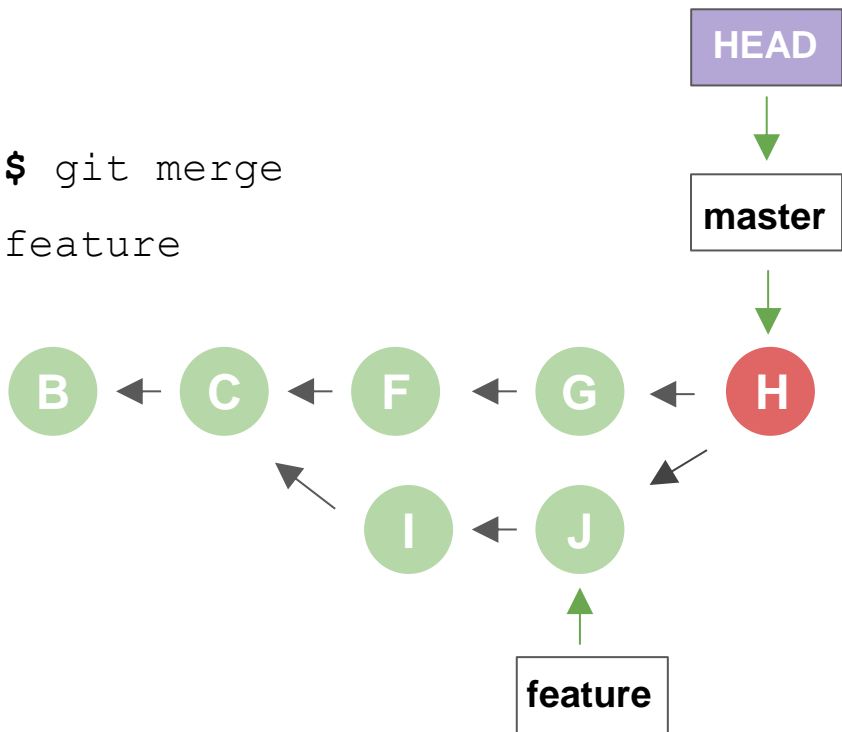 HEAD
$ git merge
feature
master
B C F G H
I J
feature